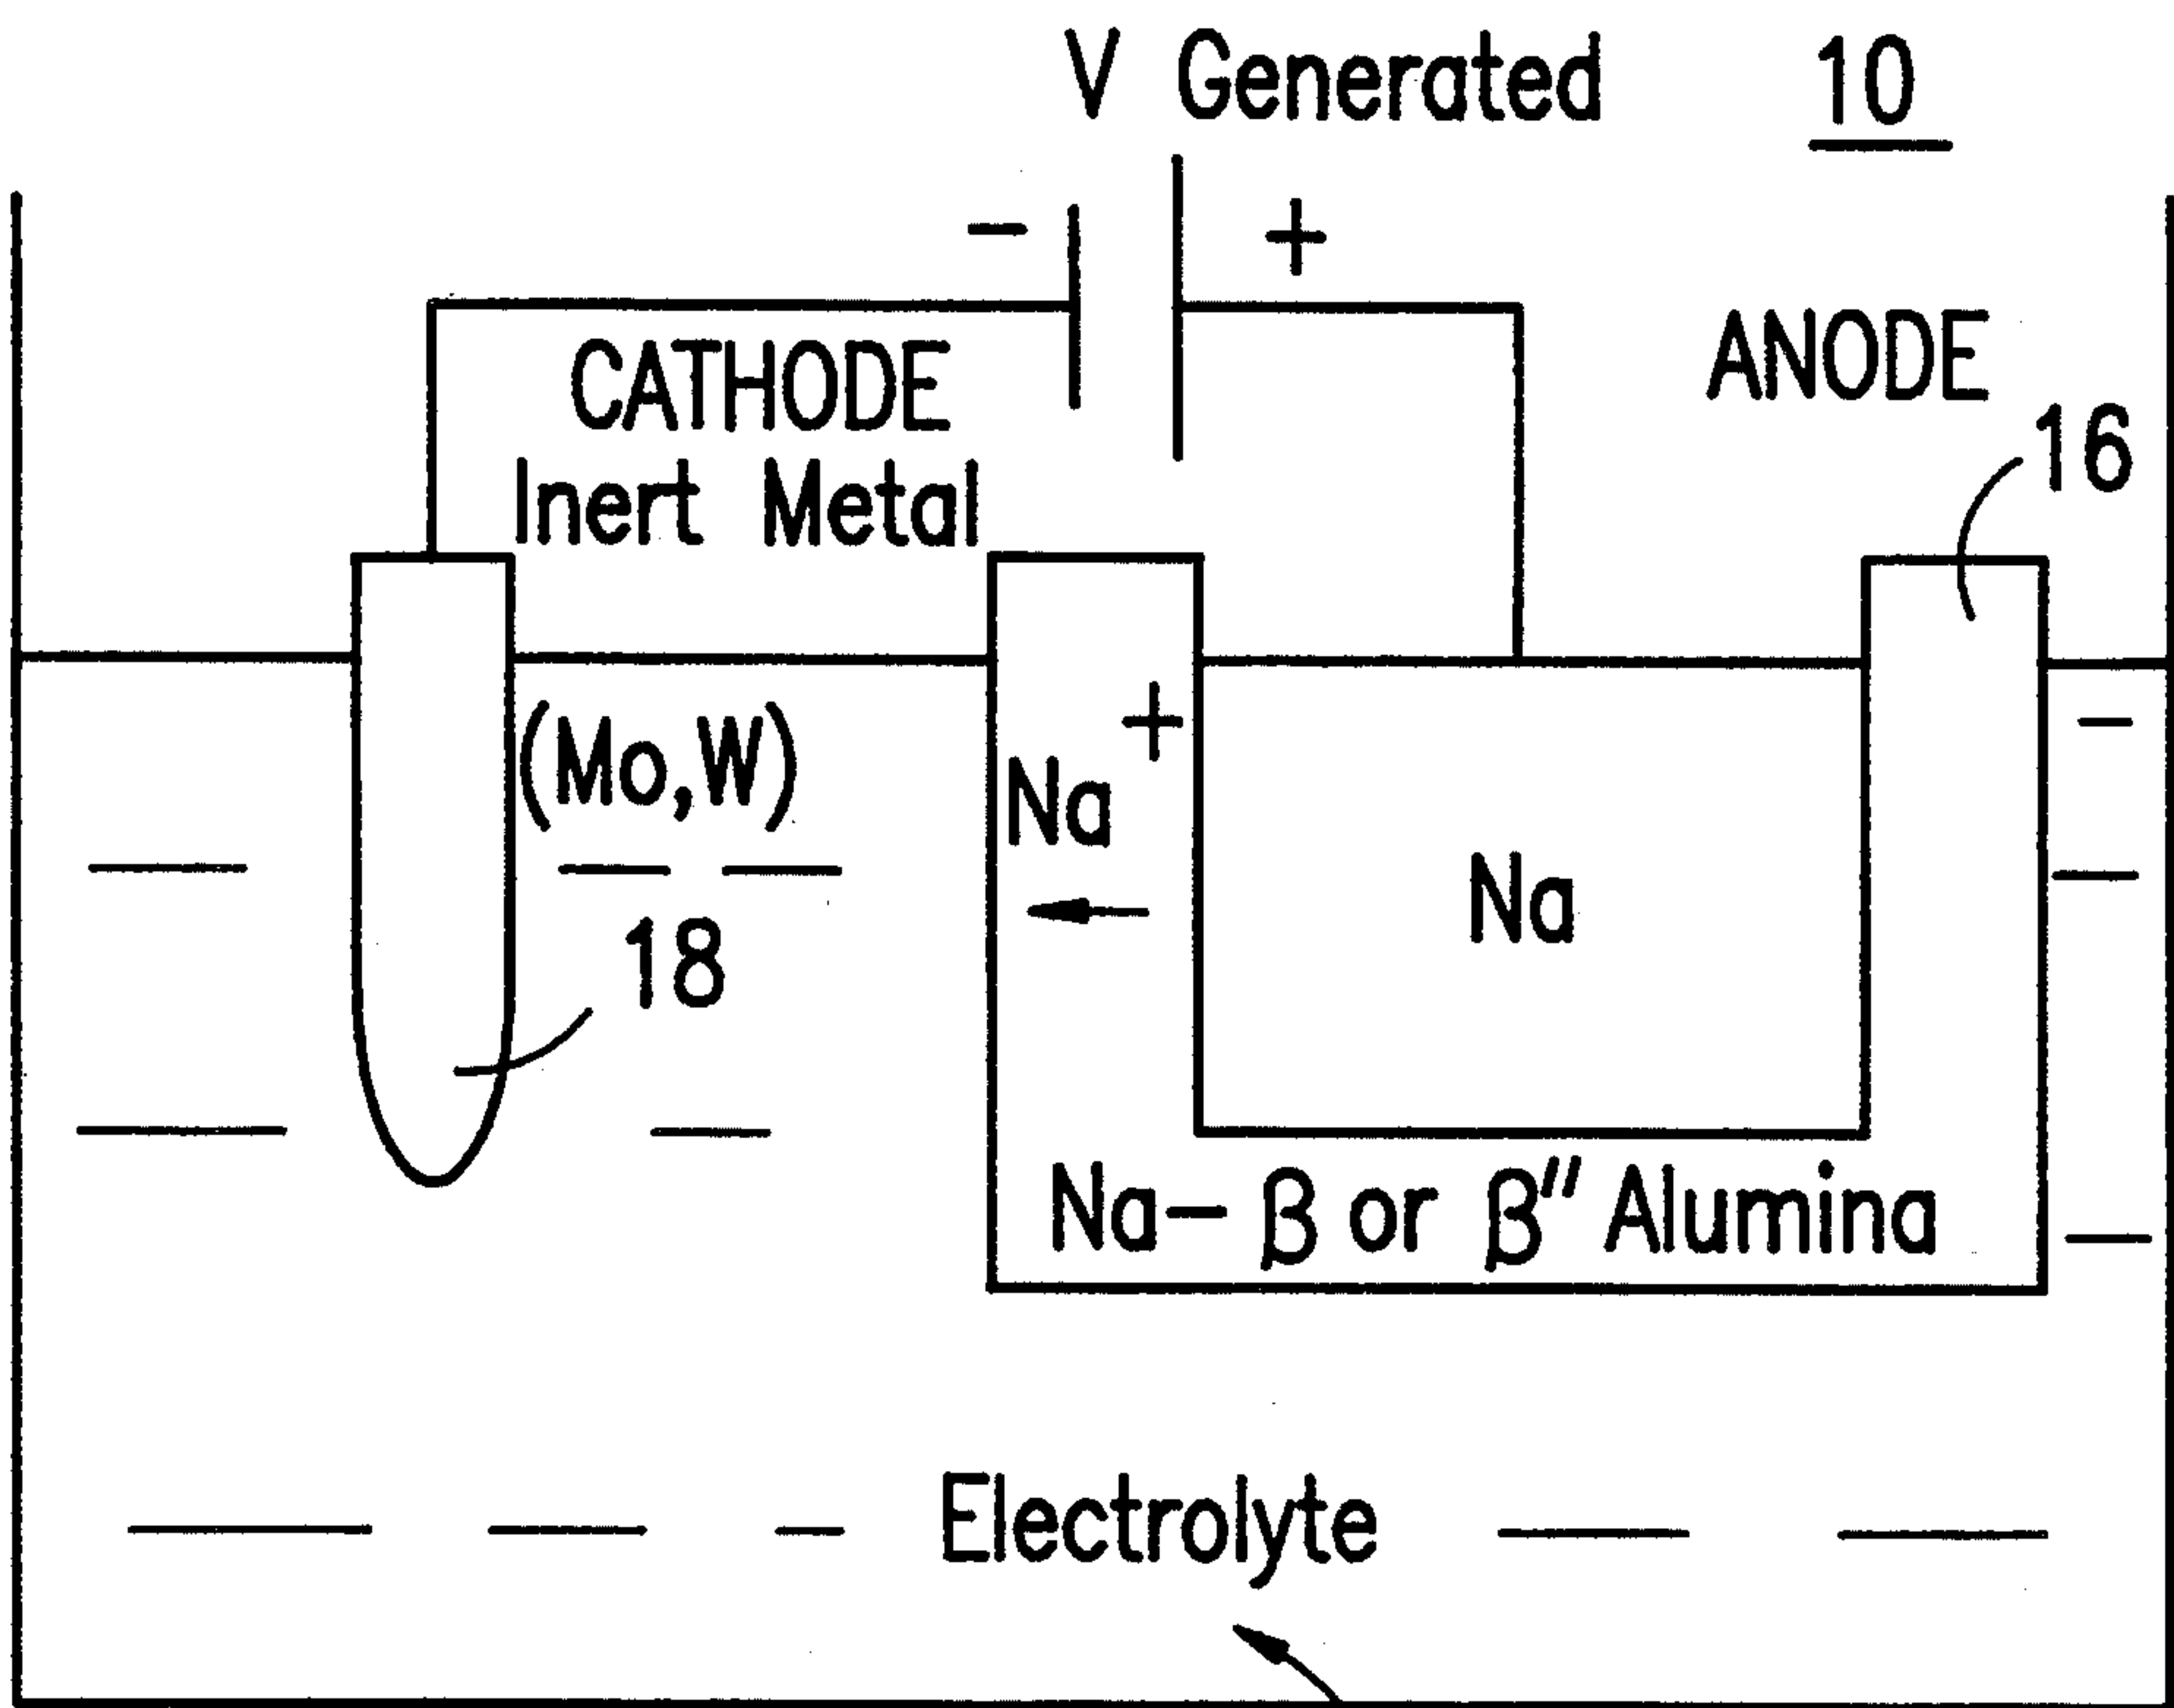 V Generated
10
-
+
CATHODE
Inert Metal
ANODE
16
(Mo,W)
Na+
18
Na
Na-β or β" Alumina
Electrolyte